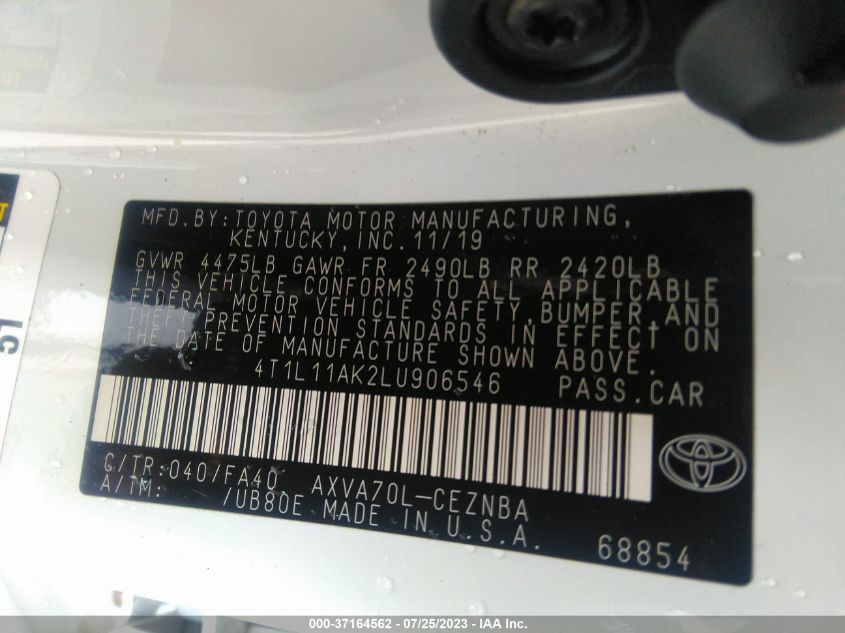 MFD.BY:TOYOTA MOTOR MANUFACTURING,
KENTUCKY,INC.11/19
GVWR 4475LB GAWR FR 2490LB RR 2420LB
THIS VEHICLE CONFORMS TO ALL APPLICABLE
FEDERAL MOTOR VEHICLE SAFETY,BUMPER,AND
THEFT PREVENTION STANDARDS IN EFFECT ON
THE DATE OF MANUFACTURE SHOWN ABOVE.
4T1L11AK2LU906546 PASS.CAR
C/TR:040/FA40 AXVA70L-CEZNBA
A/TM: /UB80E MADE IN U.S.A.
68854
000-37164562 - 07/25/2023 - IAA Inc.